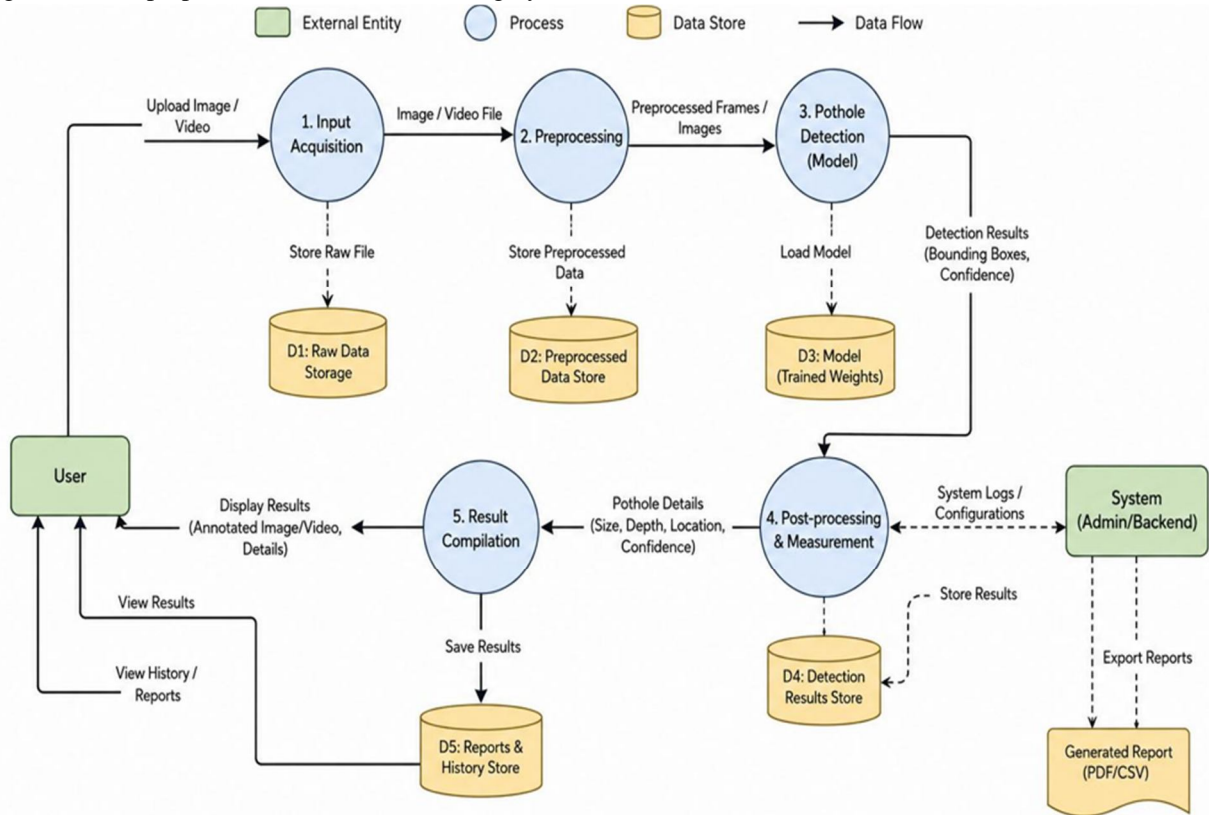 External Entity
Process
Data Store
Data Flow
Upload Image /
Video
1. Input
Acquisition
Image / Video File
2. Preprocessing
Preprocessed Frames /
Images
3. Pothole
Detection
(Model)
Store Raw File
Store Preprocessed
Data
Load Model
Detection Results
(Bounding Boxes,
Confidence)
D1: Raw Data
Storage
D2: Preprocessed
Data Store
D3: Model
(Trained Weights)
User
Display Results
(Annotated Image/Video,
Details)
5. Result
Compilation
Pothole Details
(Size, Depth, Location,
Confidence)
4. Post-processing
& Measurement
System Logs /
Configurations
System
(Admin/Backend)
View Results
Save Results
Store Results
View History /
Reports
Export Reports
D4: Detection
Results Store
D5: Reports &
History Store
Generated Report
(PDF/CSV)